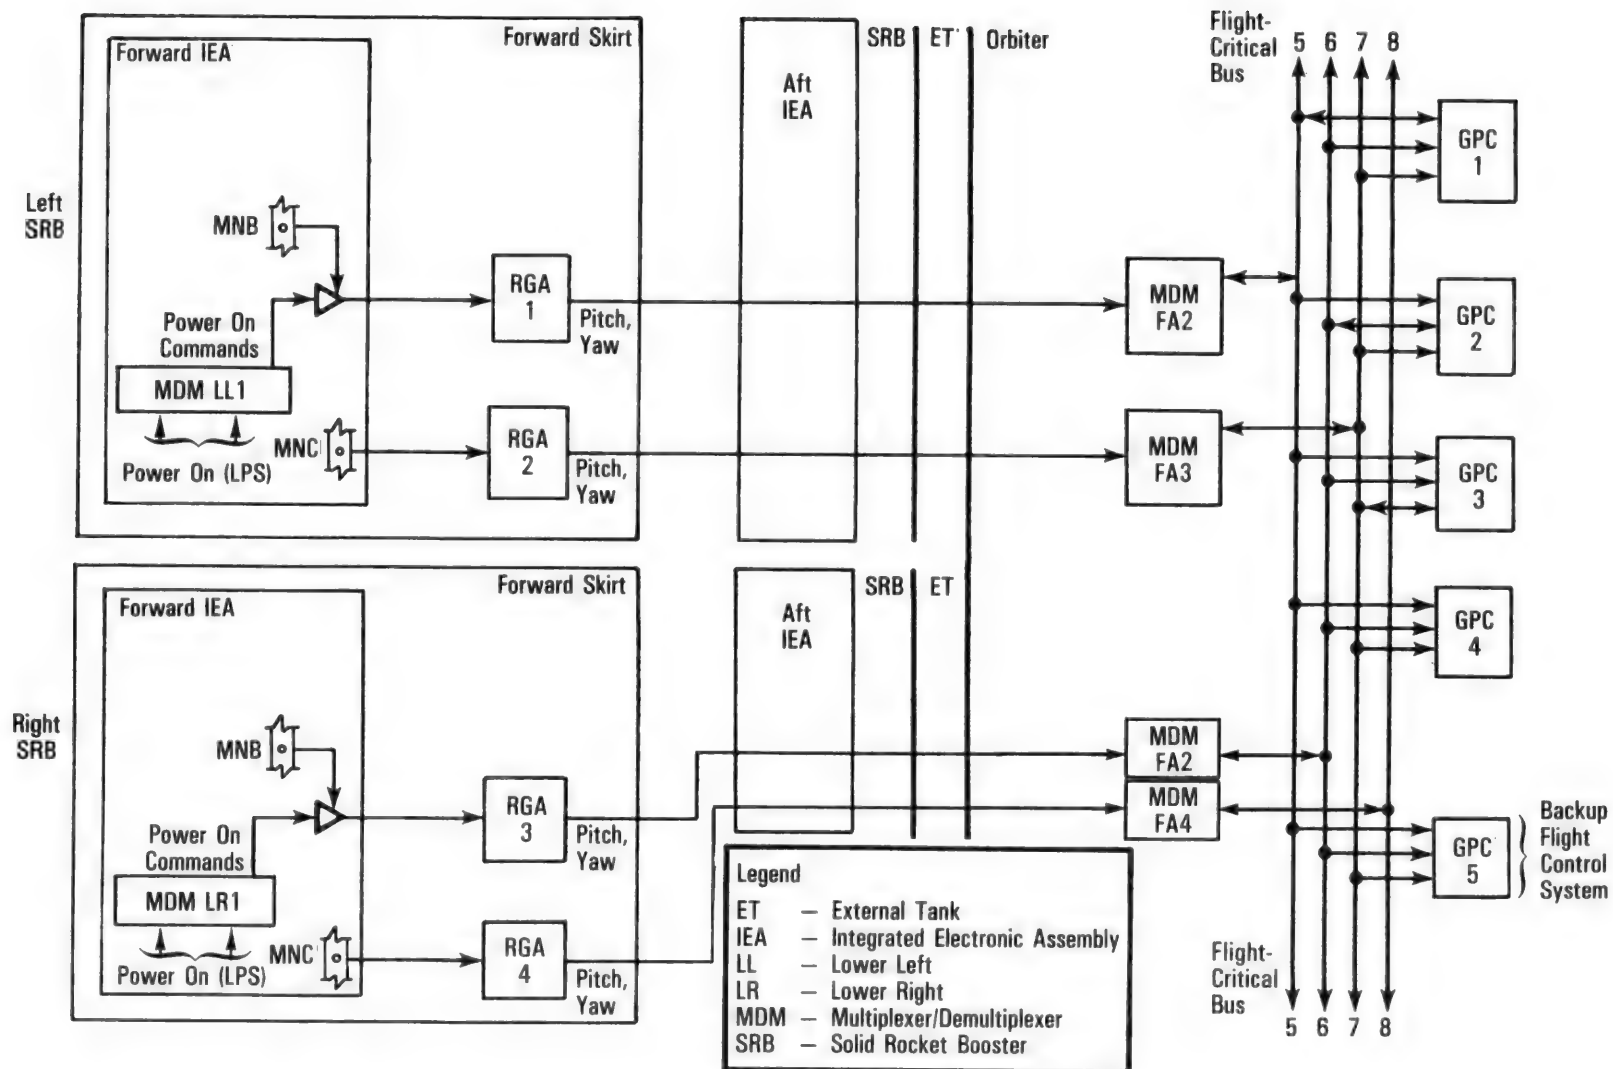 Left
SRB
Forward IEA
Forward Skirt
MNB
Power On
Commands
MDM LL1
Power On (LPS)
MNC
RGA
1
Pitch,
Yaw
RGA
2
Pitch,
Yaw
Aft
IEA
SRB
ET
Orbiter
MDM
FA2
MDM
FA3
Flight-
Critical
Bus
5 6 7 8
GPC
1
GPC
2
GPC
3
GPC
4
Right
SRB
Forward IEA
Forward Skirt
MNB
Power On
Commands
MDM LR1
Power On (LPS)
MNC
RGA
3
Pitch,
Yaw
RGA
4
Pitch,
Yaw
Aft
IEA
SRB
ET
MDM
FA2
MDM
FA4
GPC
5
Backup
Flight
Control
System
Flight-
Critical
Bus
5 6 7 8
Legend
ET — External Tank
IEA — Integrated Electronic Assembly
LL — Lower Left
LR — Lower Right
MDM — Multiplexer/Demultiplexer
SRB — Solid Rocket Booster